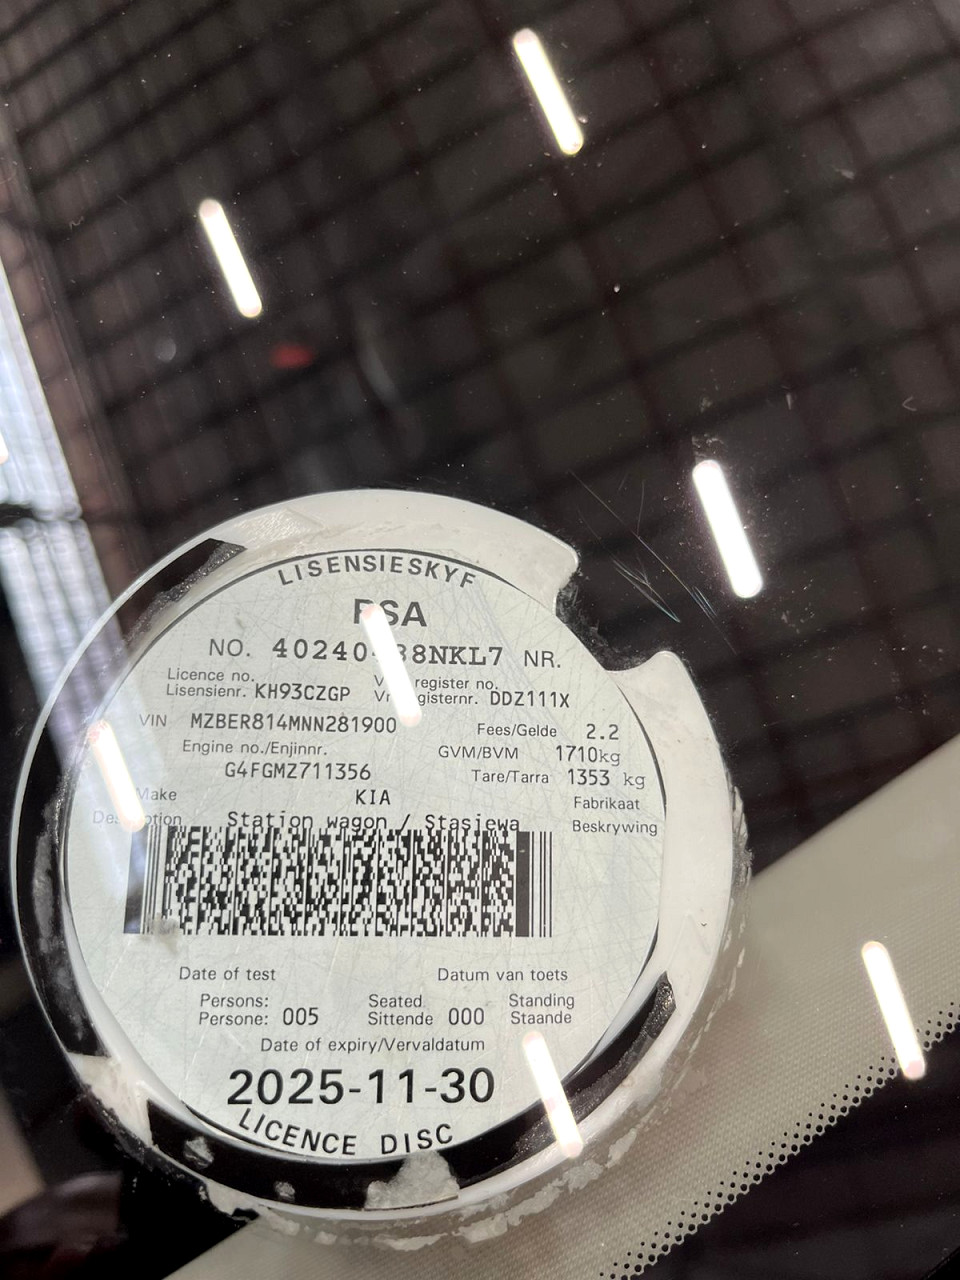 LISENSIESKYF
RSA
NO. NR.
Licence no. register no.
Lisensienr. KH93CZGP DDZ111X
VIN MZBER814MNN281900 Fees/Gelde 2.2
Engine no./Enjinnr. GVM/BVM 1710kg
G4FGMZ711356 Tare/Tarra 1353 kg
Make KIA Fabrikaat
Station wagon / Stasiewa Beskrywing
Date of test Datum van toets
Persons: Seated Standing
Persone: 005 Sittende 000 Staande
Date of expiry/Vervaldatum
2025-11-30
LICENCE DISC